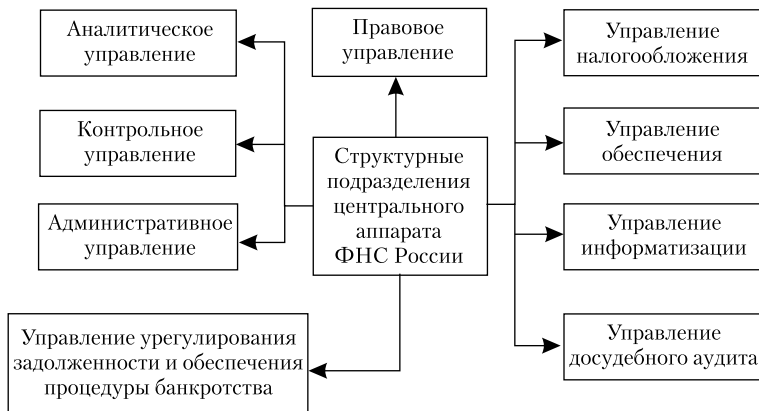 Аналитическое
управление
Правовое
управление
Управление
налогообложения
Контрольное
управление
Структурные
подразделения
центрального
аппарата
ФНС России
Управление
обеспечения
Административное
управление
Управление
информатизации
Управление урегулирования
задолженности и обеспечения
процедуры банкротства
Управление
досудебного аудита